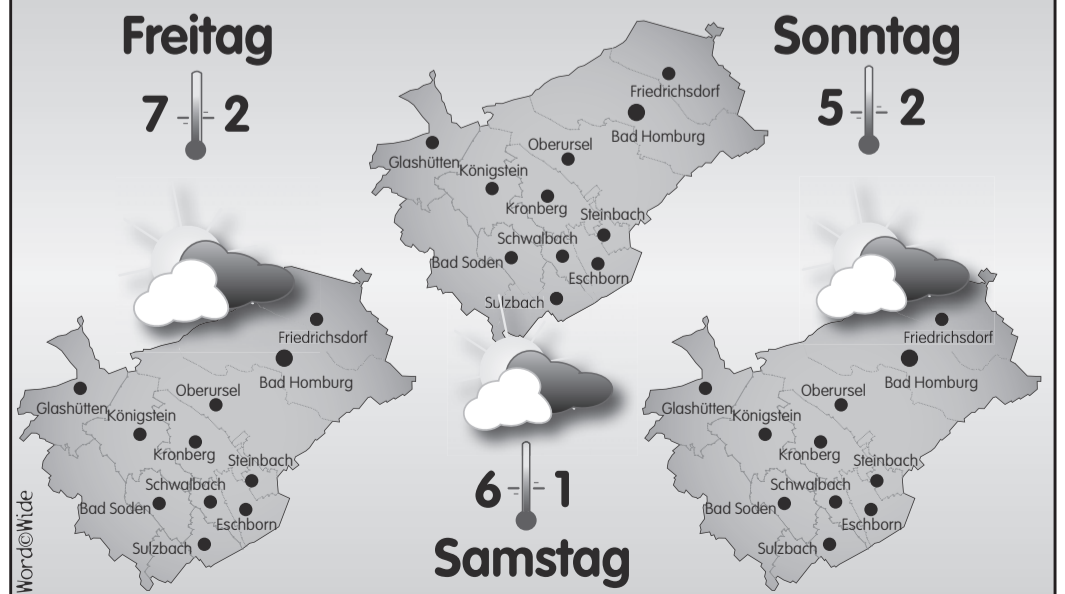 Freitag
7 2
Friedrichsdorf
Bad Homburg
Oberursel
Glashütten
Königstein
Kronberg
Steinbach
Schwalbach
Bad Soden
Eschborn
Sulzbach
Friedrichsdorf
Bad Homburg
Oberursel
Glashütten
Königstein
Kronberg
Steinbach
Schwalbach
Bad Soden
Eschborn
Sulzbach
6 1
Samstag
Sonntag
5 2
Friedrichsdorf
Bad Homburg
Oberursel
Glashütten
Königstein
Kronberg
Steinbach
Schwalbach
Bad Soden
Eschborn
Sulzbach
Word©Wide